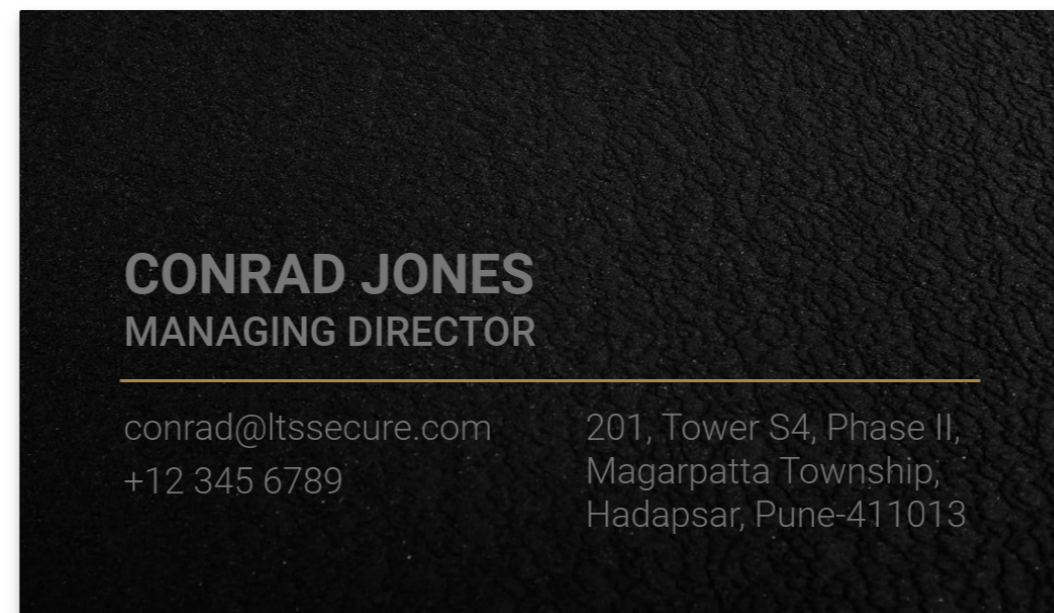 CONRAD JONES
MANAGING DIRECTOR
conrad@ltssecure.com
+12 345 6789
201, Tower S4, Phase II,
Magarpatta Township,
Hadapsar, Pune-411013